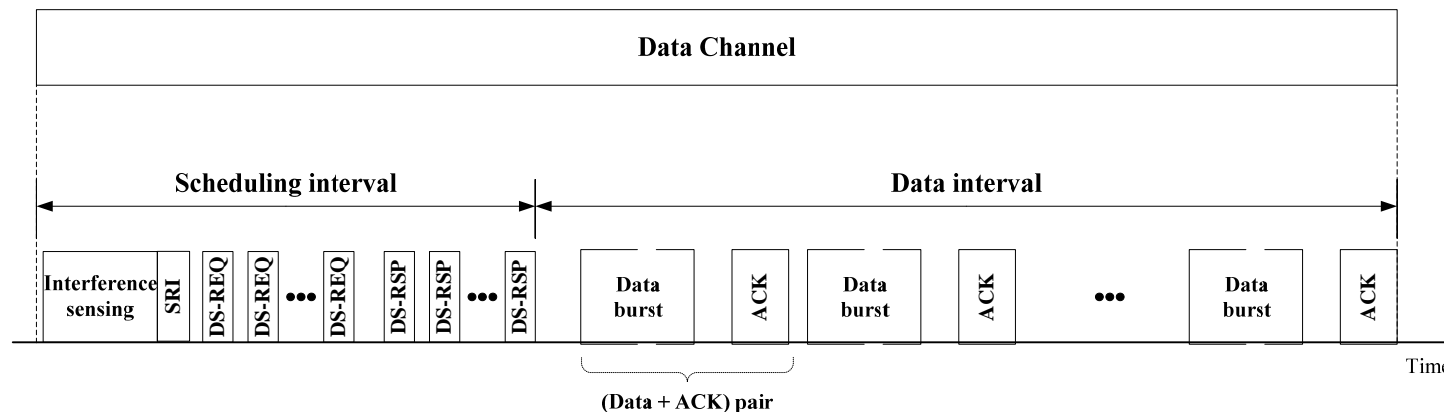 Data Channel
Scheduling interval
Data interval
Interference
sensing
SRI
DS-REQ
DS-REQ
•••
DS-REQ
DS-RSP
DS-RSP
•••
DS-RSP
Data
burst
ACK
Data
burst
ACK
•••
Data
burst
ACK
Time
(Data + ACK) pair